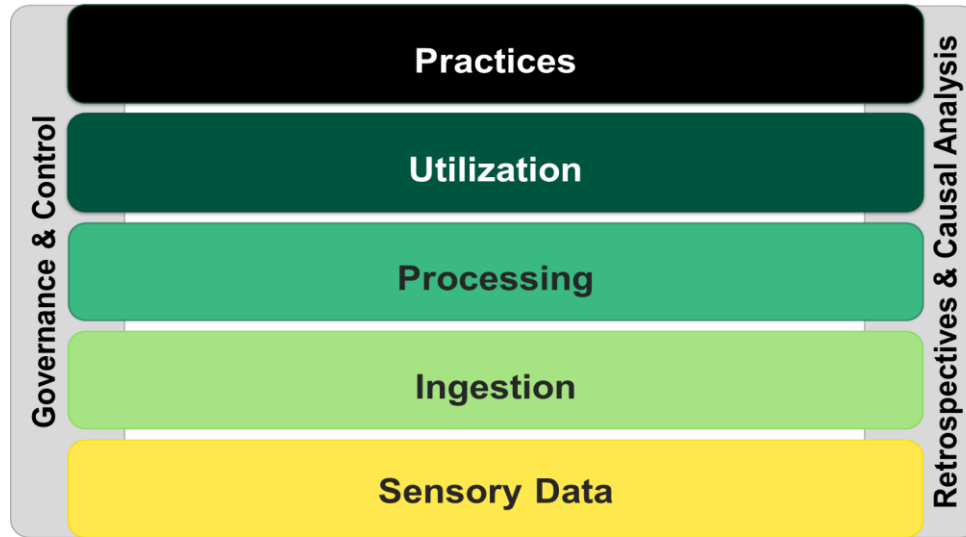 Practices
Utilization
Processing
Ingestion
Sensory Data
Governance & Control
Retrospectives & Causal Analysis